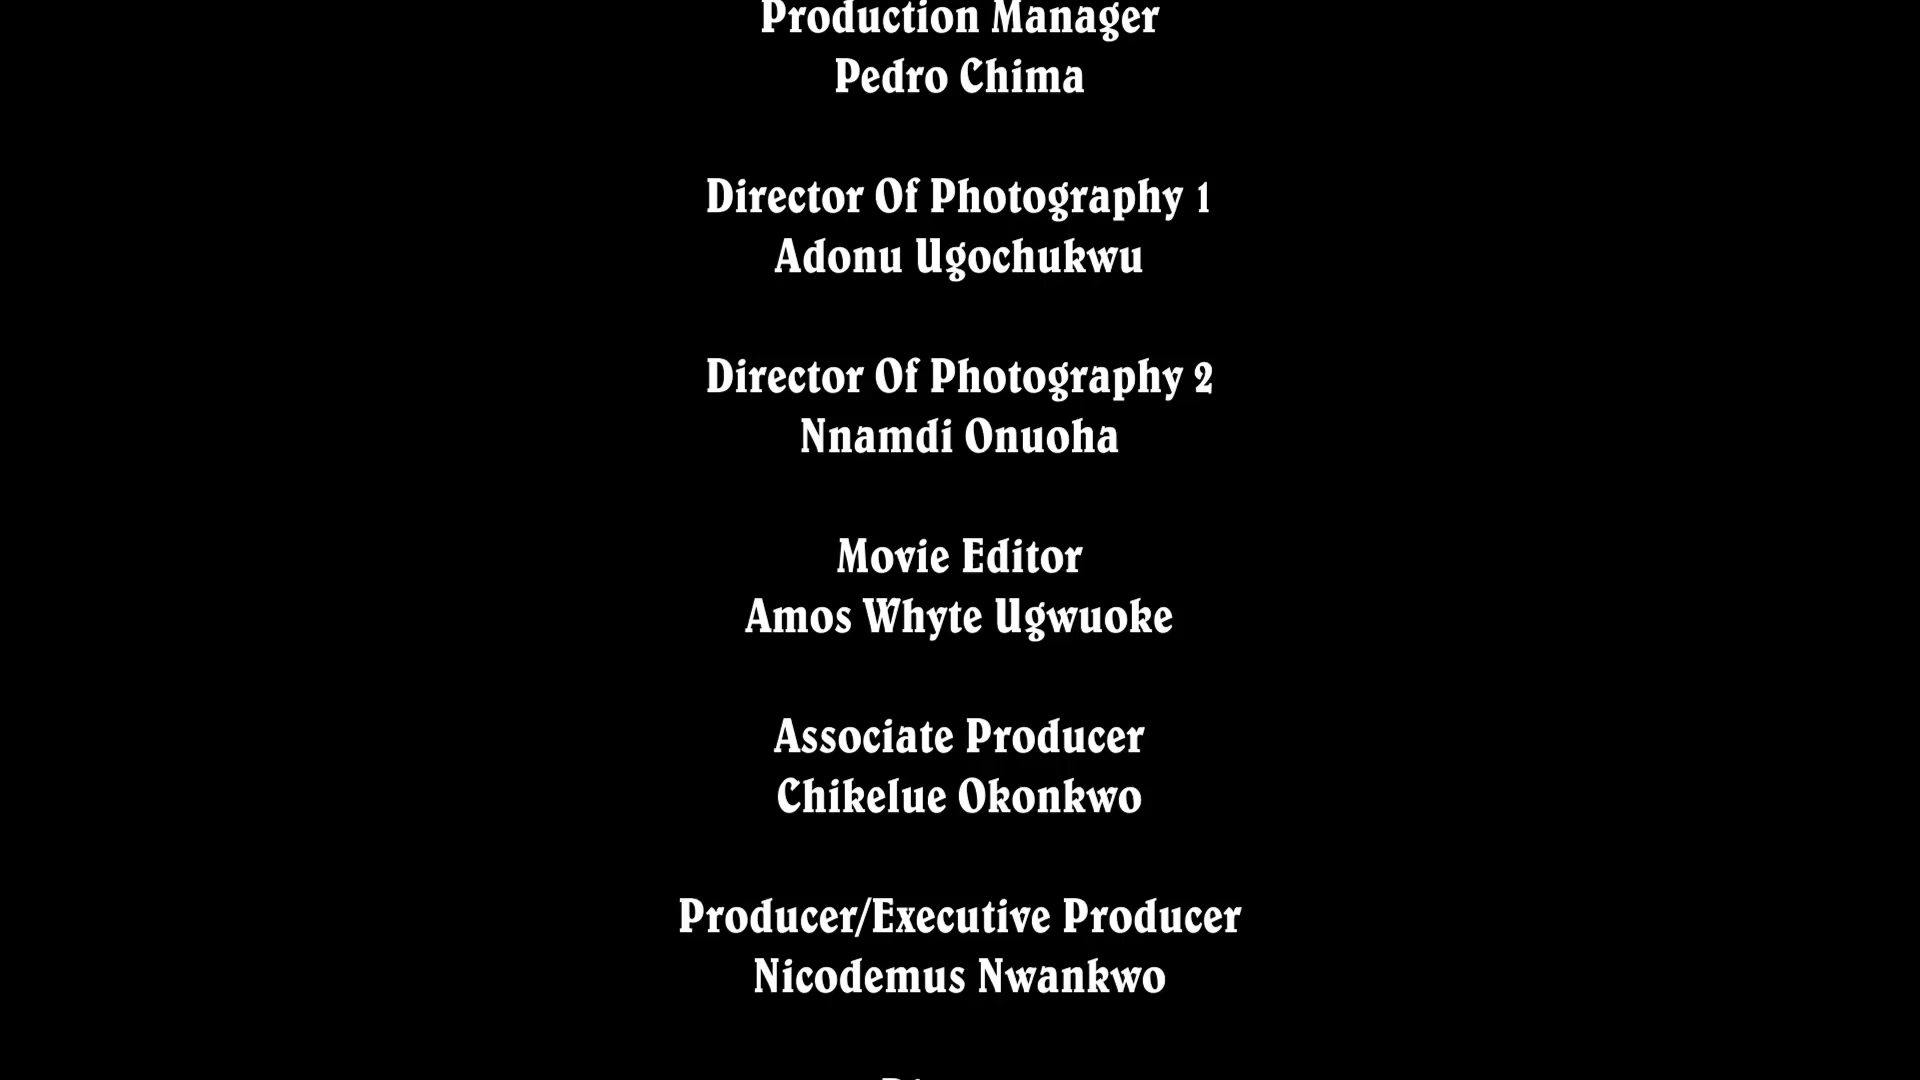 Production Manager
Pedro Chima
Director Of Photography 1
Adonu Ugochukwu
Director Of Photography 2
Nnamdi Onuoha
Movie Editor
Amos Whyte Ugwuoke
Associate Producer
Chikelue Okonkwo
Producer/Executive Producer
Nicodemus Nwankwo